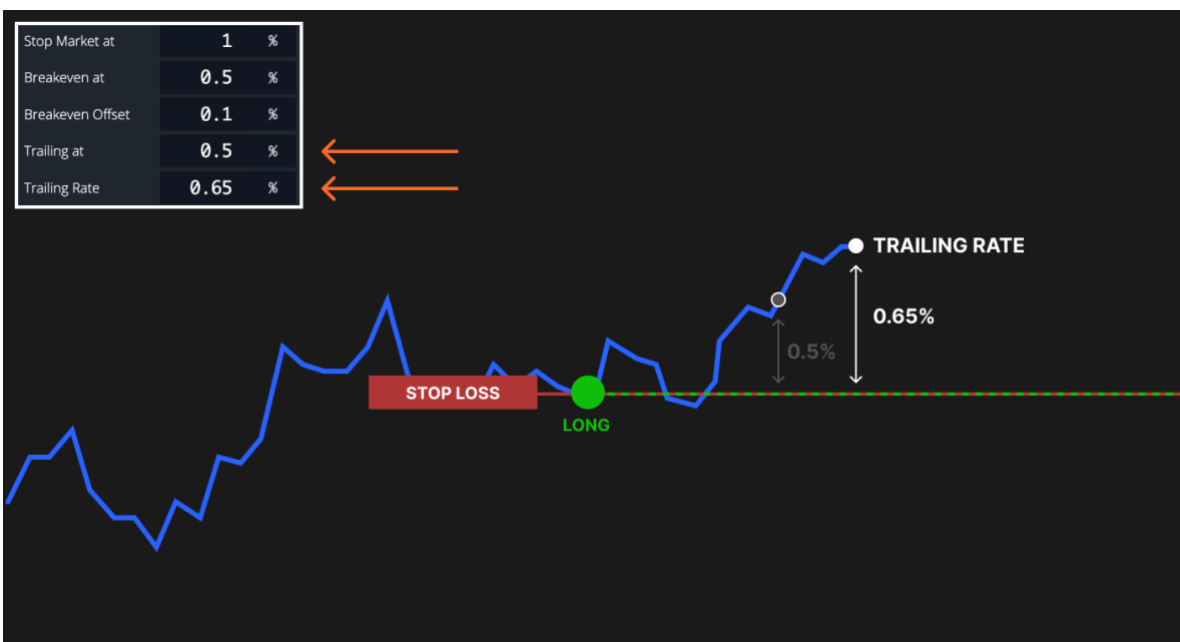 Stop Market at 1 %
Breakeven at 0.5 %
Breakeven Offset 0.1 %
Trailing at 0.5 %
Trailing Rate 0.65 %
TRAILING RATE
0.65%
0.5%
STOP LOSS
LONG